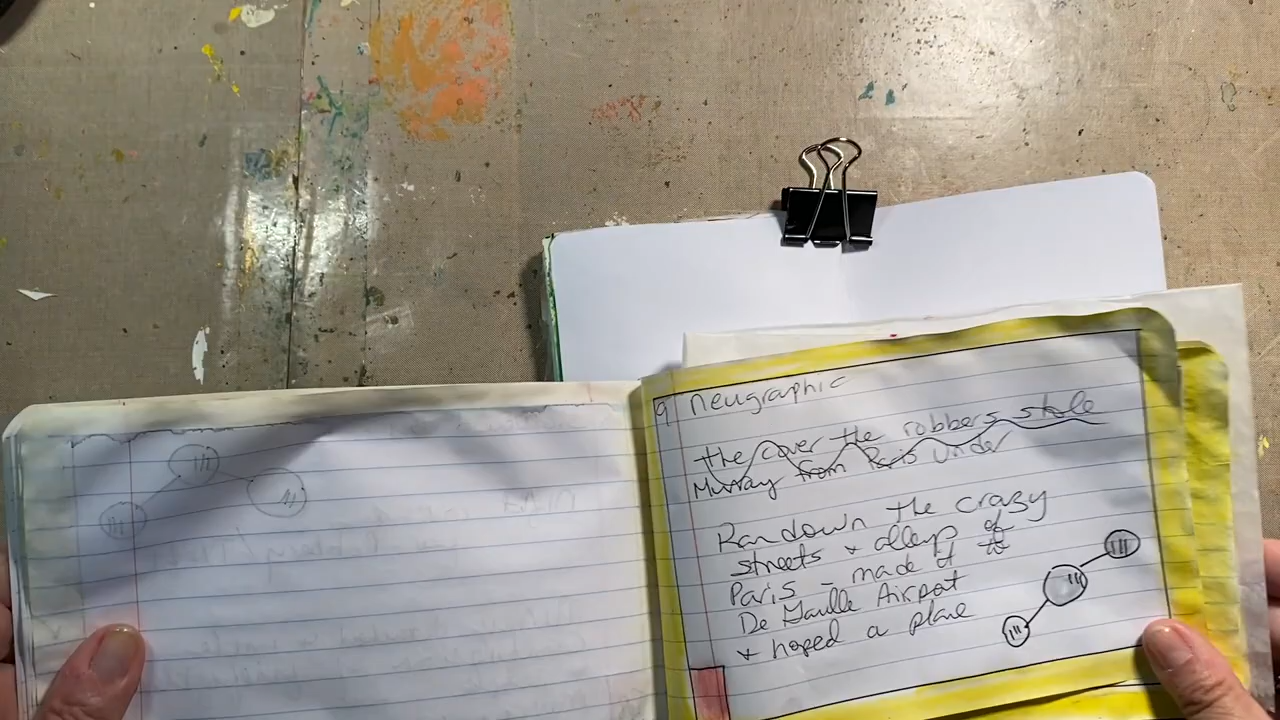 9 neugraphic
the cover the robbers stole
Murray from Paris under
Ran down the crazy
streets + alleys of
Paris - made it to
De Gaulle Airpot
+ hoped a plane